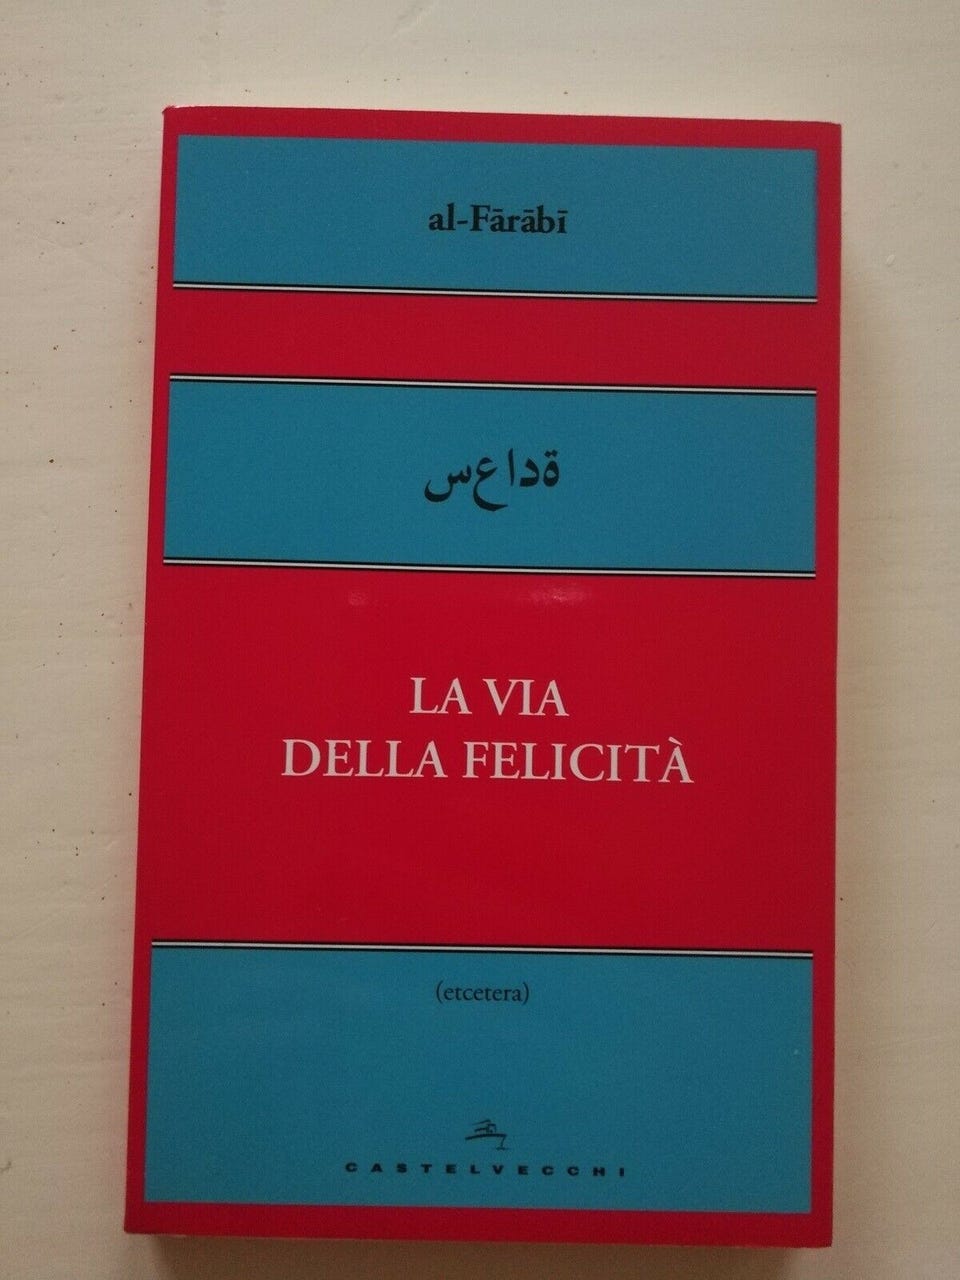 al-Fārābī
ةداعس
LA VIA
DELLA FELICITÀ
(etcetera)
CASTELVECCHI